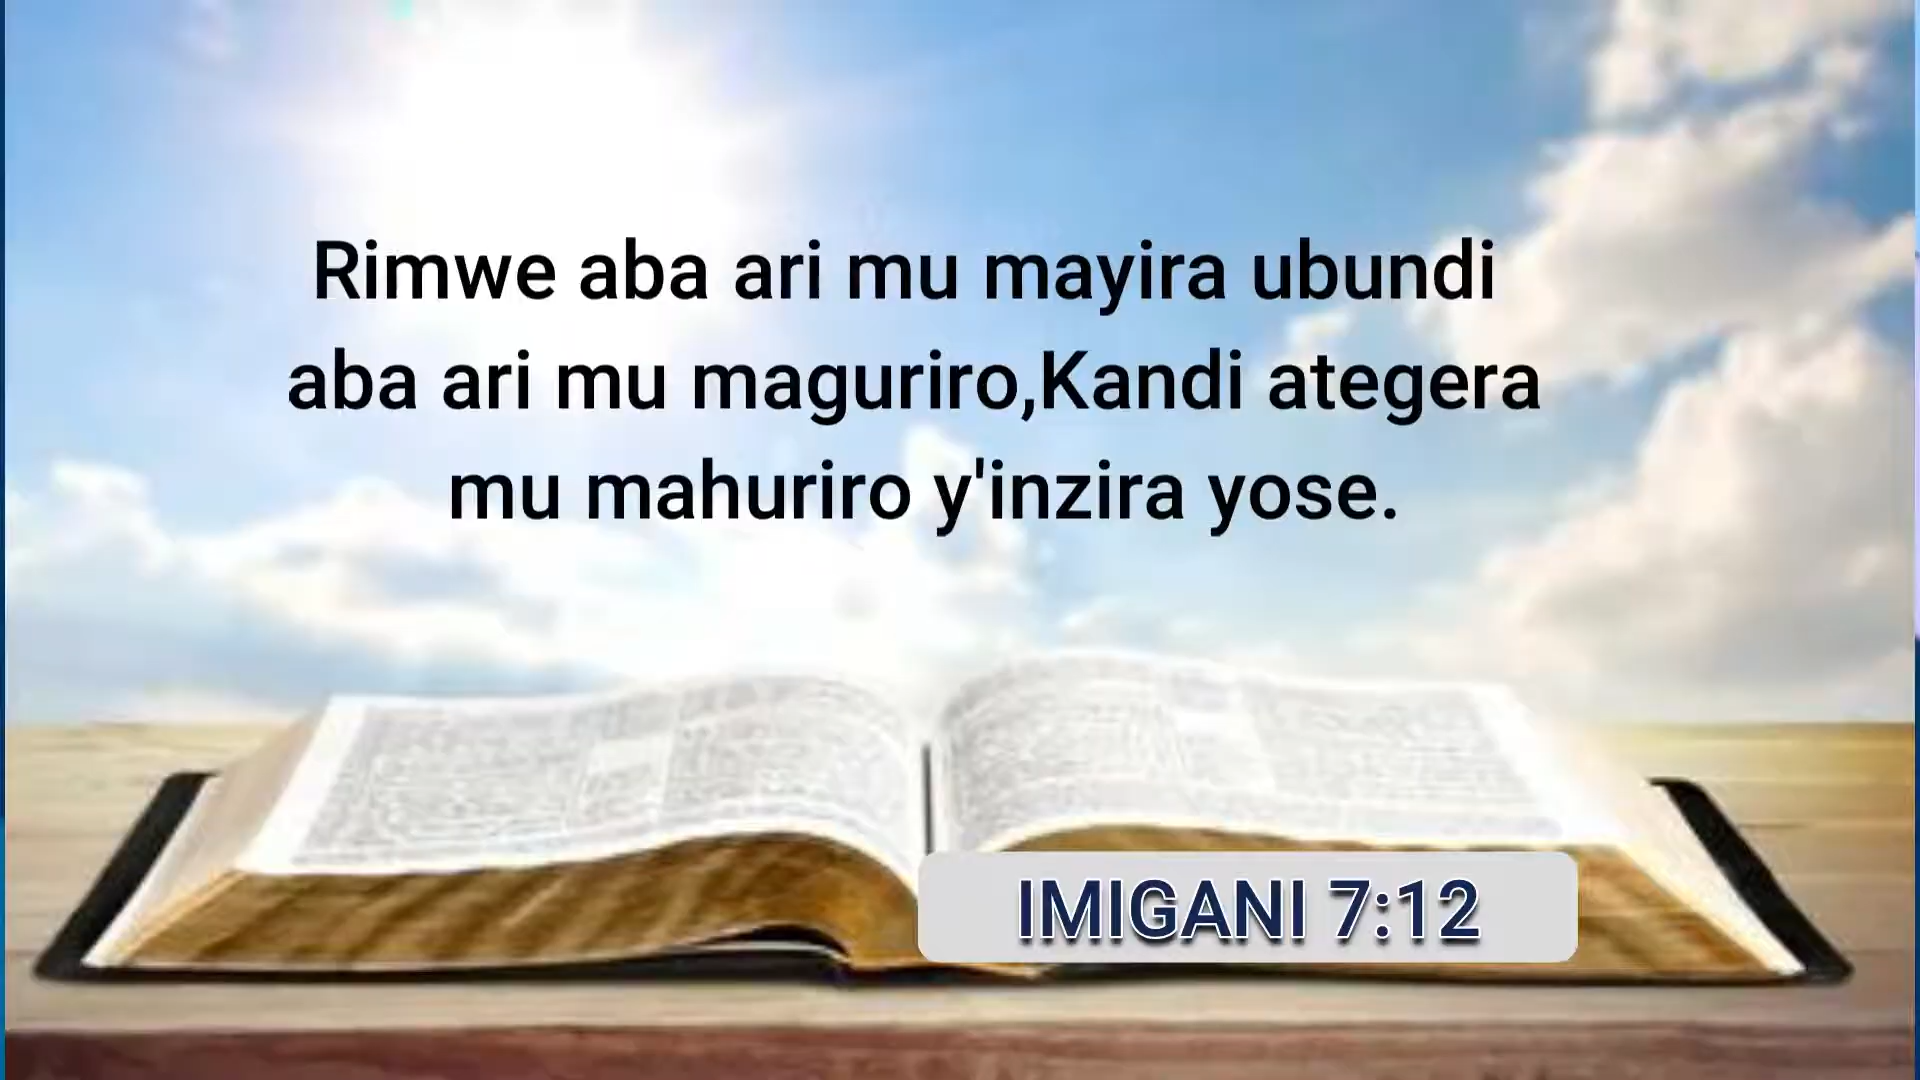 Rimwe aba ari mu mayira ubundi
aba ari mu maguriro,Kandi ategera
mu mahuriro y'inzira yose.
IMIGANI 7:12